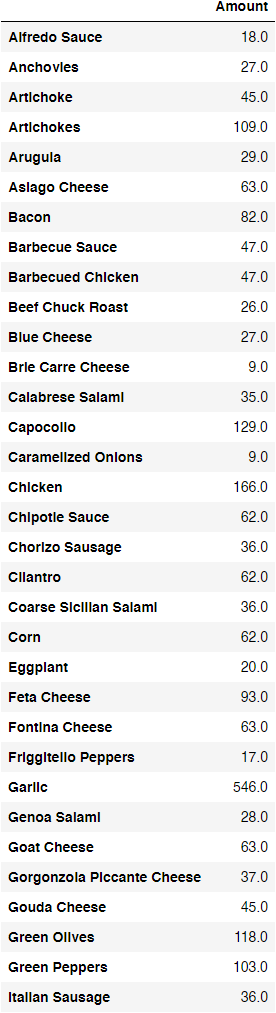 Amount
Alfredo Sauce 18.0
Anchovies 27.0
Artichoke 45.0
Artichokes 109.0
Arugula 29.0
Asiago Cheese 63.0
Bacon 82.0
Barbecue Sauce 47.0
Barbecued Chicken 47.0
Beef Chuck Roast 26.0
Blue Cheese 27.0
Brie Carre Cheese 9.0
Calabrese Salami 35.0
Capocollo 129.0
Caramelized Onions 9.0
Chicken 166.0
Chipotle Sauce 62.0
Chorizo Sausage 36.0
Cilantro 62.0
Coarse Sicilian Salami 36.0
Corn 62.0
Eggplant 20.0
Feta Cheese 93.0
Fontina Cheese 63.0
Friggitello Peppers 17.0
Garlic 546.0
Genoa Salami 28.0
Goat Cheese 63.0
Gorgonzola Piccante Cheese 37.0
Gouda Cheese 45.0
Green Olives 118.0
Green Peppers 103.0
Italian Sausage 36.0